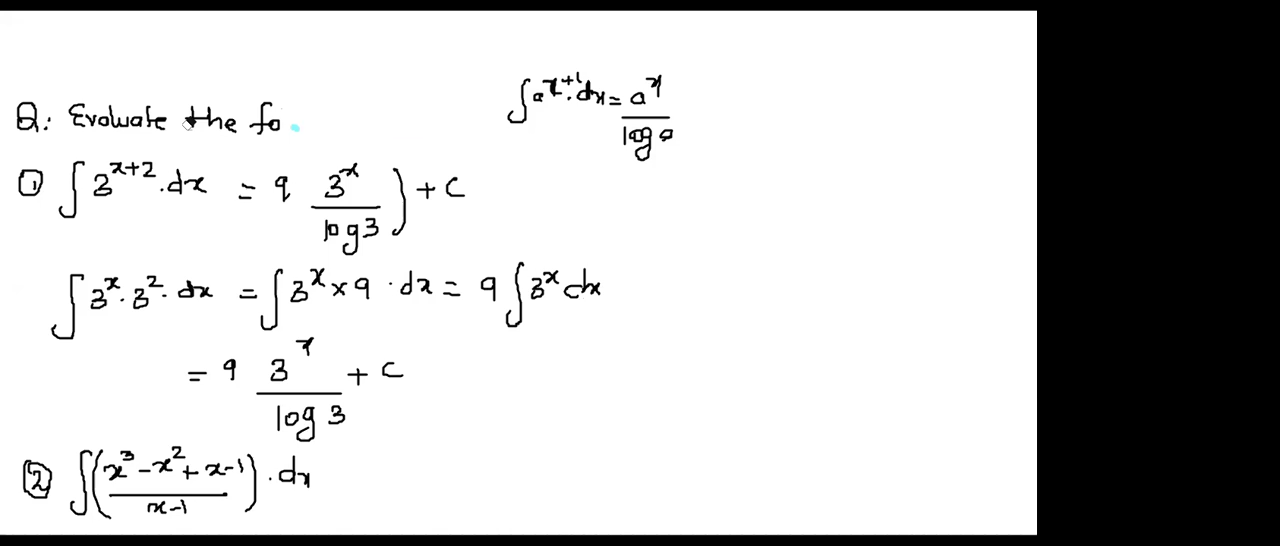 ∫a^(x+1).dx = a^x / log a
Q: Evaluate the fo
① ∫ 3^(x+2).dx = 9 3^x / log 3 ) + C
∫ 3^x. 3^2. dx = ∫ 3^x × 9 . dx = 9 ∫ 3^x dx
= 9 3^x / log 3 + C
② ∫ ( x^3 - x^2 + x-1 / x-1 ) . dx